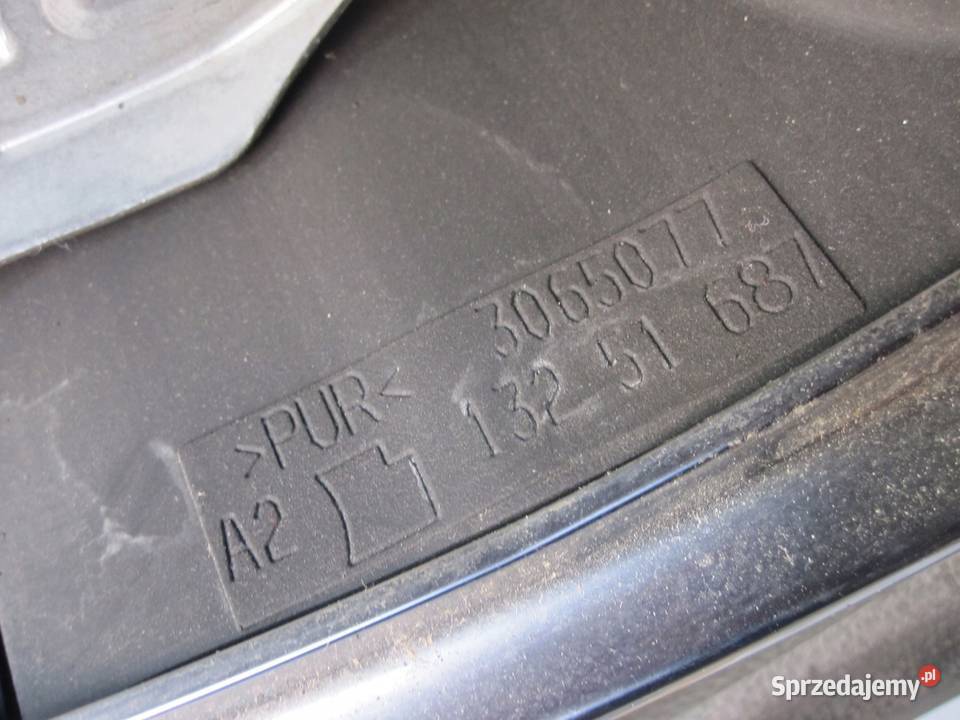 3065077
>PUR<
132 51 687
A2
Sprzedajemy.pl